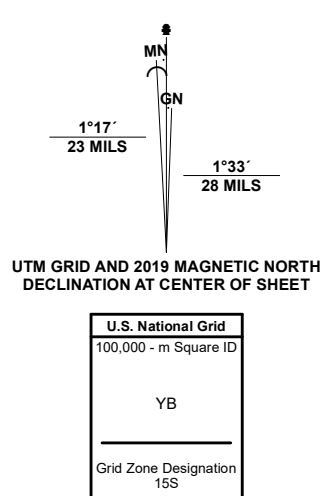 MN
GN
1°17´
23 MILS
1°33´
28 MILS
UTM GRID AND 2019 MAGNETIC NORTH
DECLINATION AT CENTER OF SHEET
U.S. National Grid
100,000 - m Square ID
YB
Grid Zone Designation
15S